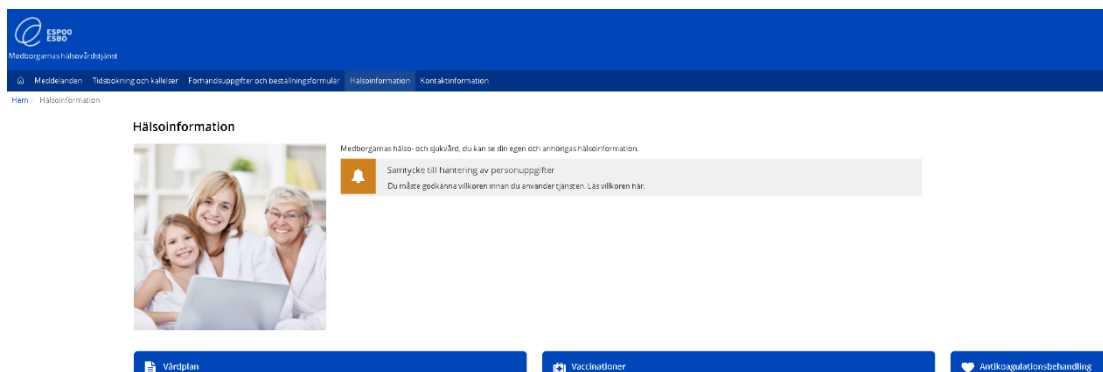 ESPOO
ESBO
Medborgarnas hälsovårdstjänst
Meddelanden Tidsbokning och kallelser Förhandsuppgifter och beställningsformulär Hälsoinformation Kontaktinformation
Hem / Hälsoinformation
Hälsoinformation
Medborgarnas hälso- och sjukvård, du kan se din egen och anhörigas hälsoinformation.
Samtycke till hantering av personuppgifter
Du måste godkänna villkoren innan du använder tjänsten. Läs villkoren här.
Vårdplan Vaccinationer Antikoagulationsbehandling